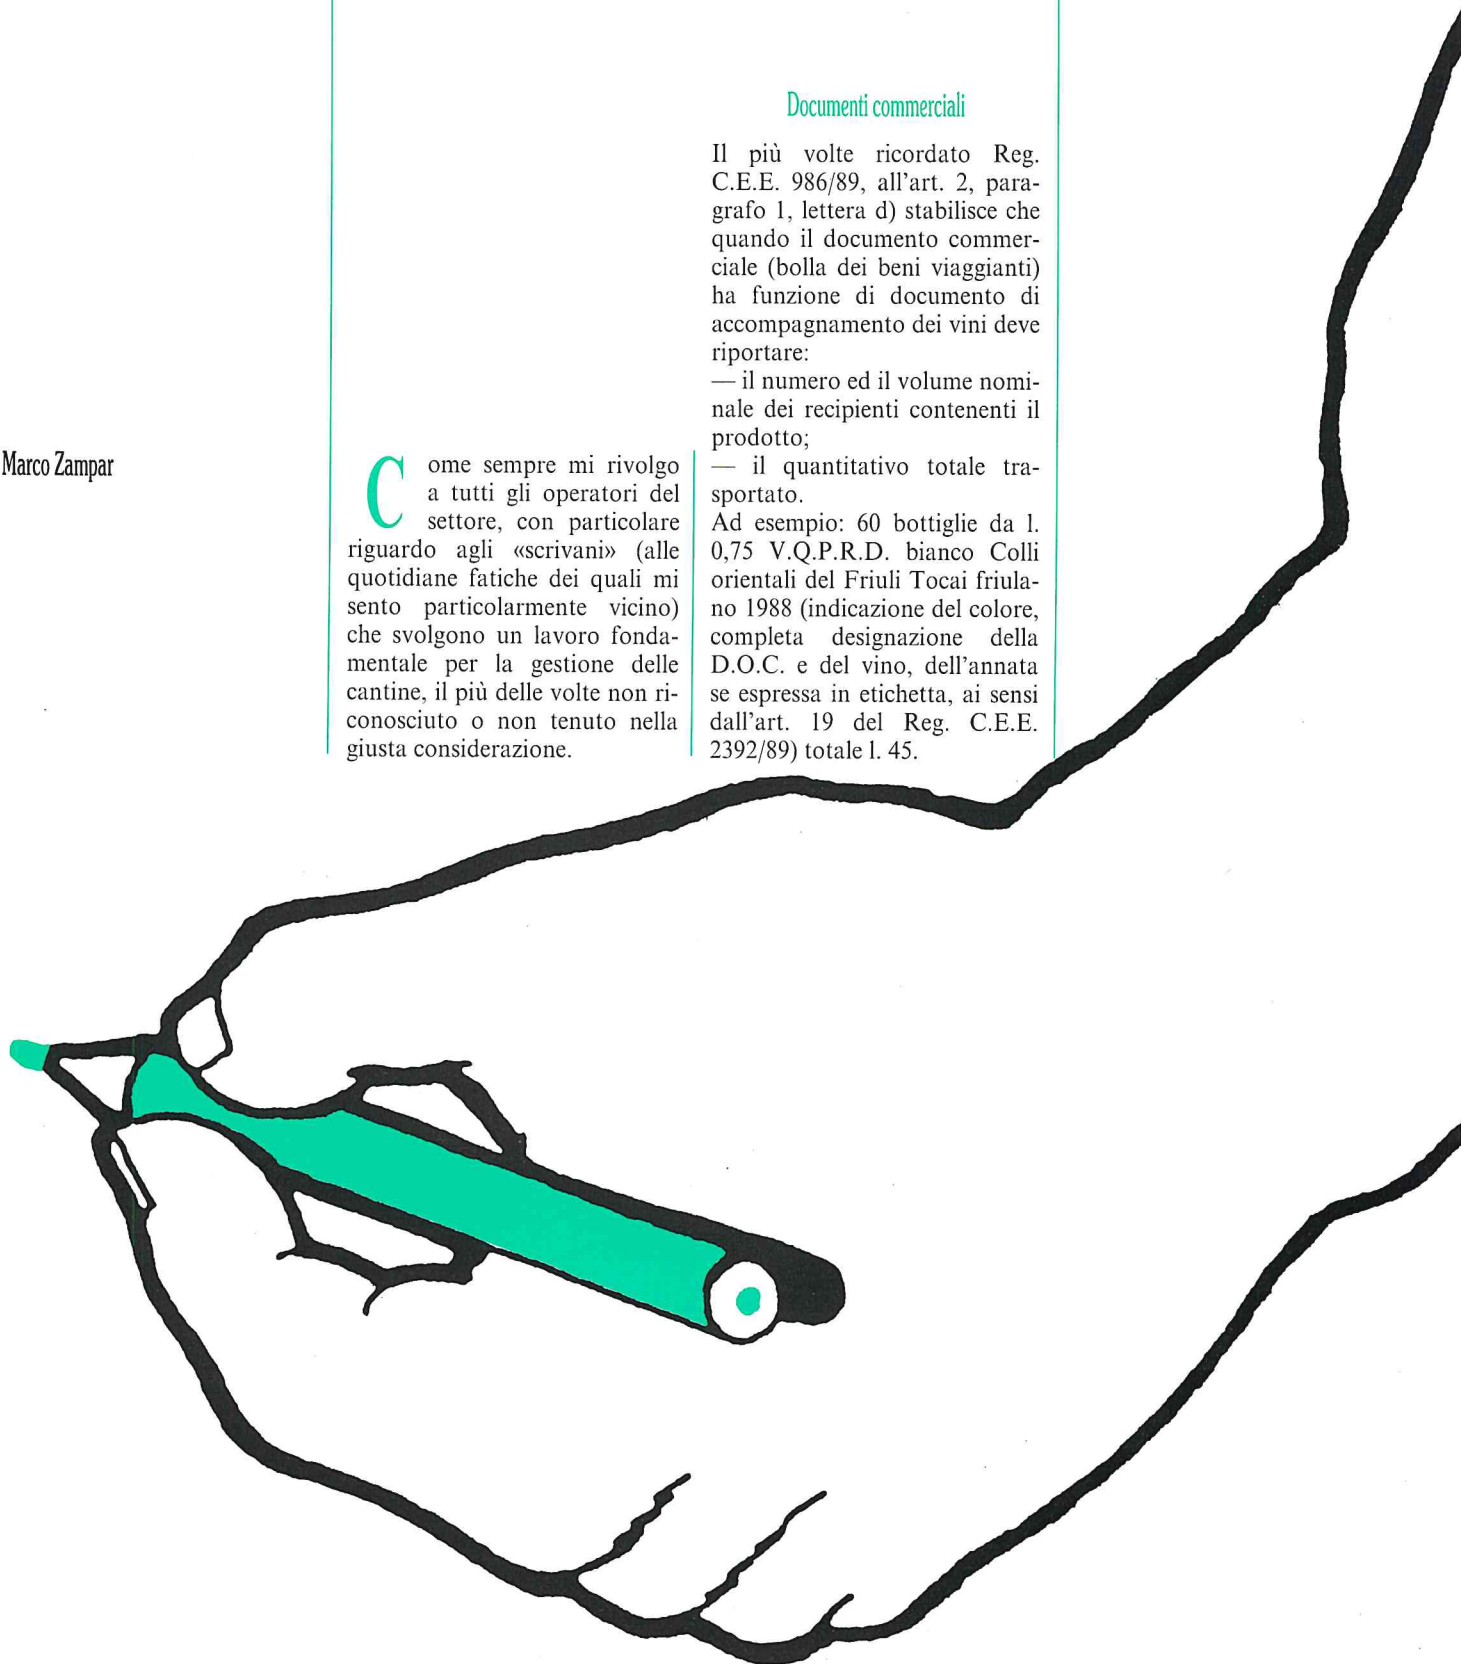 Marco Zampar
Come sempre mi rivolgo
a tutti gli operatori del
settore, con particolare
riguardo agli «scrivani» (alle
quotidiane fatiche dei quali mi
sento particolarmente vicino)
che svolgono un lavoro fonda-
mentale per la gestione delle
cantine, il più delle volte non ri-
conosciuto o non tenuto nella
giusta considerazione.
Documenti commerciali
Il più volte ricordato Reg.
C.E.E. 986/89, all'art. 2, para-
grafo 1, lettera d) stabilisce che
quando il documento commer-
ciale (bolla dei beni viaggianti)
ha funzione di documento di
accompagnamento dei vini deve
riportare:
— il numero ed il volume nomi-
nale dei recipienti contenenti il
prodotto;
— il quantitativo totale tra-
sportato.
Ad esempio: 60 bottiglie da l.
0,75 V.Q.P.R.D. bianco Colli
orientali del Friuli Tocai friula-
no 1988 (indicazione del colore,
completa designazione della
D.O.C. e del vino, dell'annata
se espressa in etichetta, ai sensi
dall'art. 19 del Reg. C.E.E.
2392/89) totale l. 45.